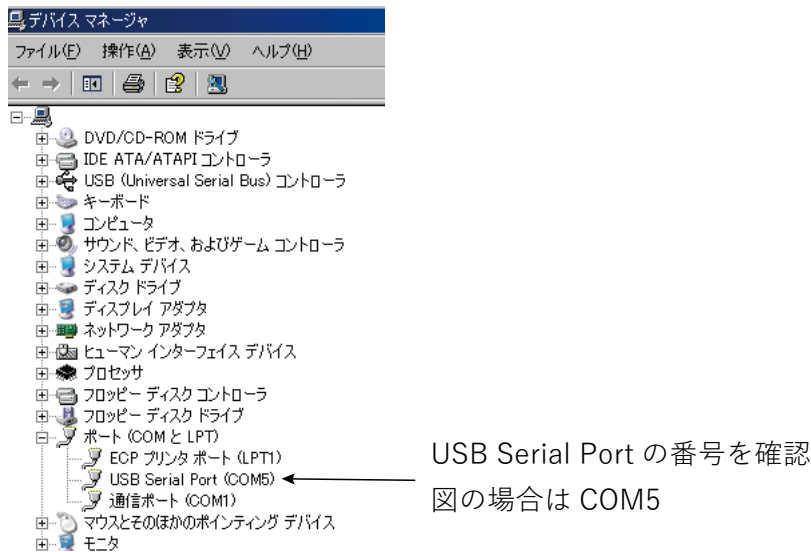 デバイス マネージャ
ファイル(F) 操作(A) 表示(V) ヘルプ(H)
DVD/CD-ROM ドライブ
IDE ATA/ATAPI コントローラ
USB (Universal Serial Bus) コントローラ
キーボード
コンピュータ
サウンド、ビデオ、およびゲーム コントローラ
システム デバイス
ディスク ドライブ
ディスプレイ アダプタ
ネットワーク アダプタ
ヒューマン インターフェイス デバイス
プロセッサ
フロッピー ディスク コントローラ
フロッピー ディスク ドライブ
ポート (COM と LPT)
ECP プリンタ ポート (LPT1)
USB Serial Port (COM5)
通信ポート (COM1)
マウスとそのほかのポインティング デバイス
モニタ
USB Serial Port の番号を確認
図の場合は COM5